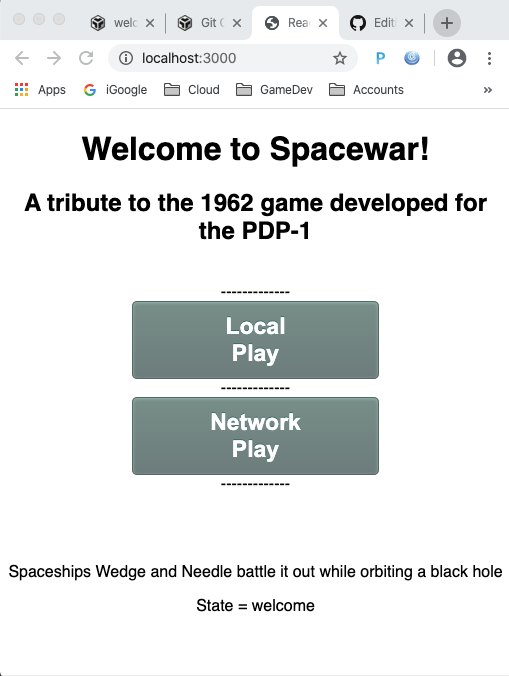 welc
Git
Rea
Edit
localhost:3000
P
Apps
G iGoogle
Cloud
GameDev
Accounts
»
Welcome to Spacewar!
A tribute to the 1962 game developed for
the PDP-1
-------------
Local
Play
-------------
Network
Play
-------------
Spaceships Wedge and Needle battle it out while orbiting a black hole
State = welcome